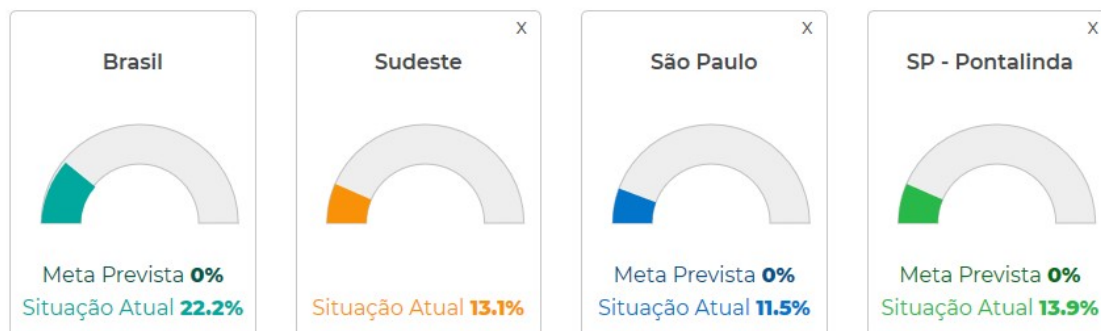 X
X
X
Brasil
Sudeste
São Paulo
SP - Pontalinda
Meta Prevista 0%
Meta Prevista 0%
Meta Prevista 0%
Situação Atual 22.2%
Situação Atual 13.1%
Situação Atual 11.5%
Situação Atual 13.9%